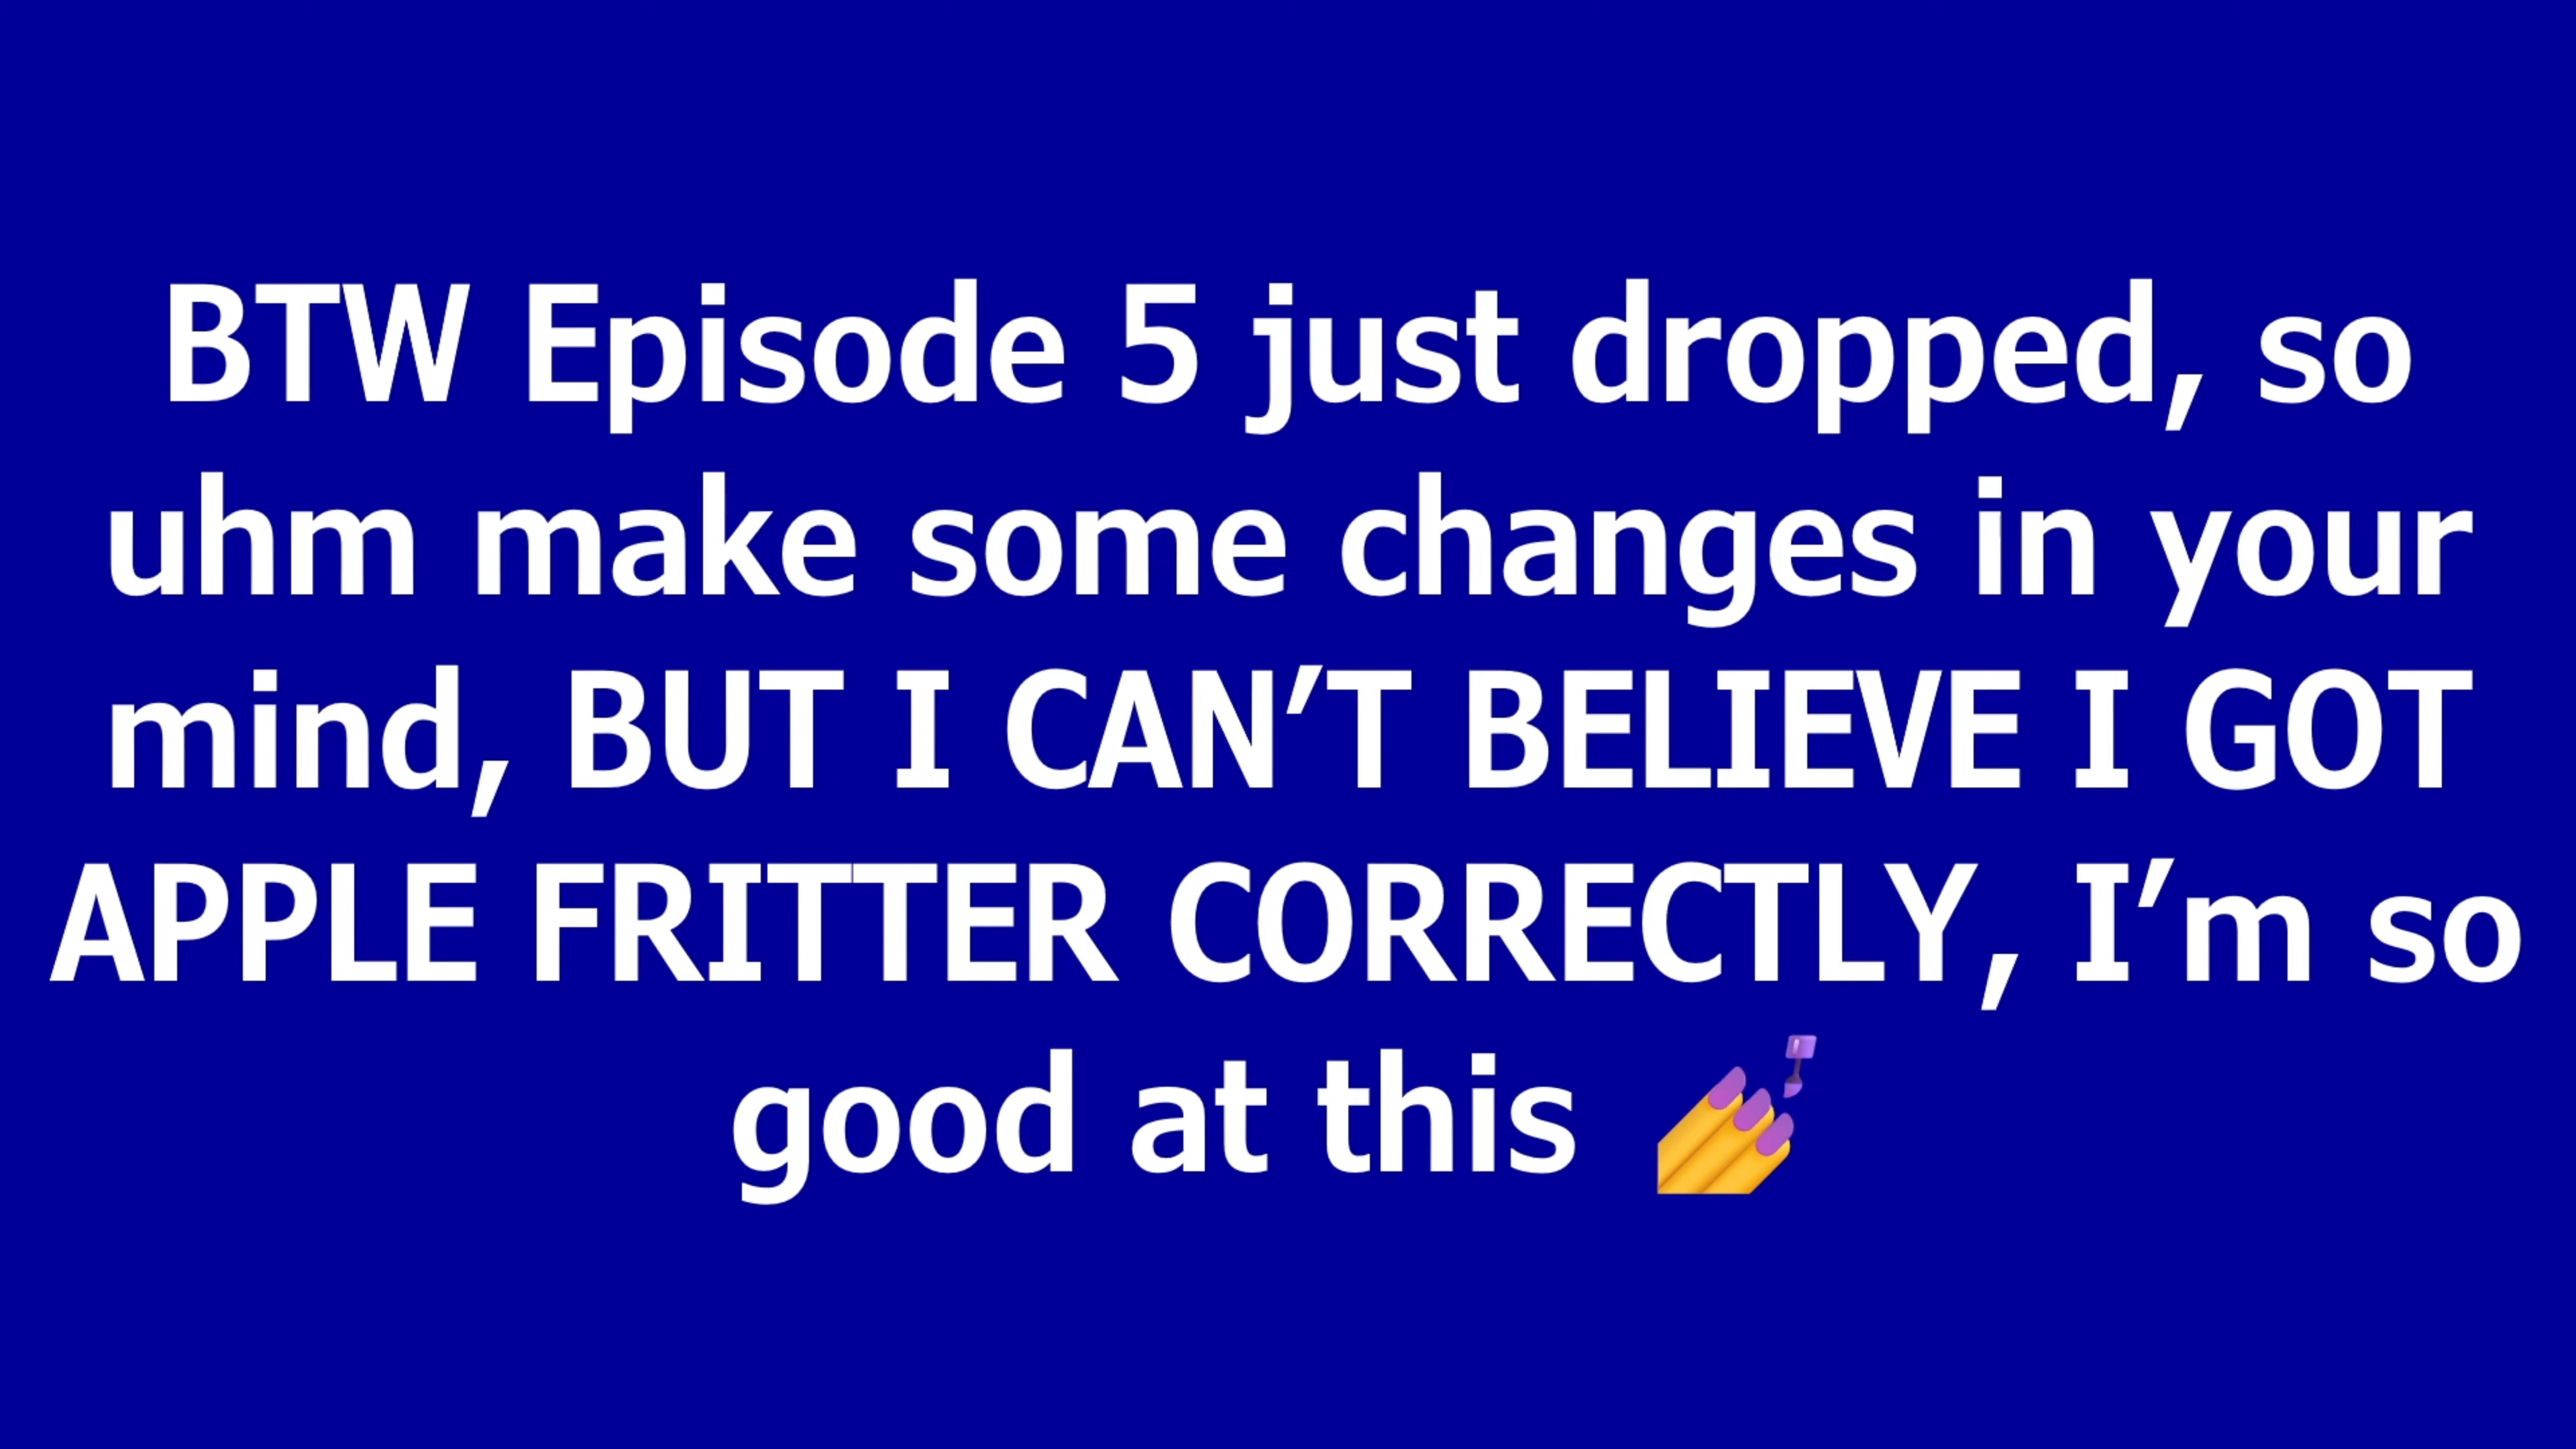 BTW Episode 5 just dropped, so
uhm make some changes in your
mind, BUT I CAN’T BELIEVE I GOT
APPLE FRITTER CORRECTLY, I’m so
good at this 💅